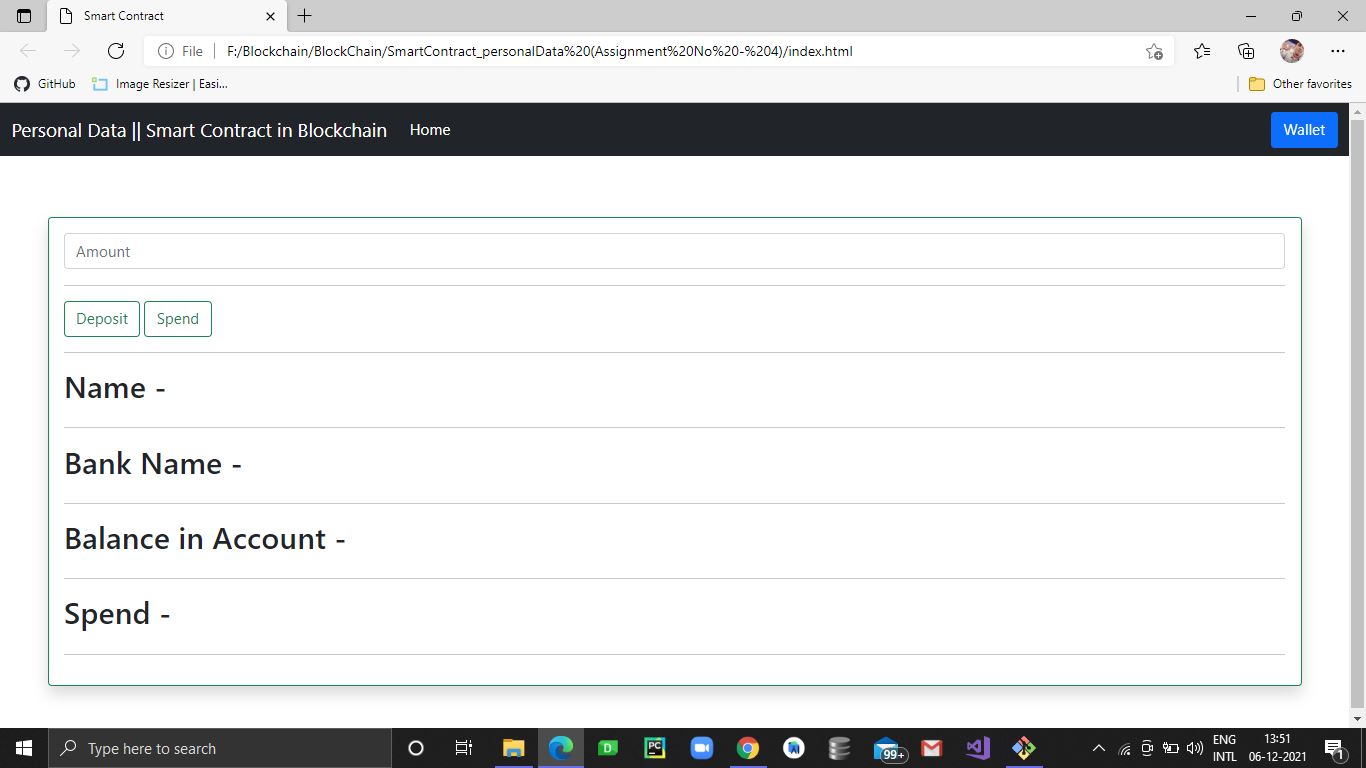 Smart Contract
File
F:/Blockchain/BlockChain/SmartContract_personalData%20(Assignment%20No%20-%204)/index.html
GitHub
Image Resizer | Easi...
Other favorites
Personal Data || Smart Contract in Blockchain
Home
Wallet
Amount
Deposit
Spend
Name -
Bank Name -
Balance in Account -
Spend -
Type here to search
D
PC
99+
ENG
INTL
13:51
06-12-2021
1